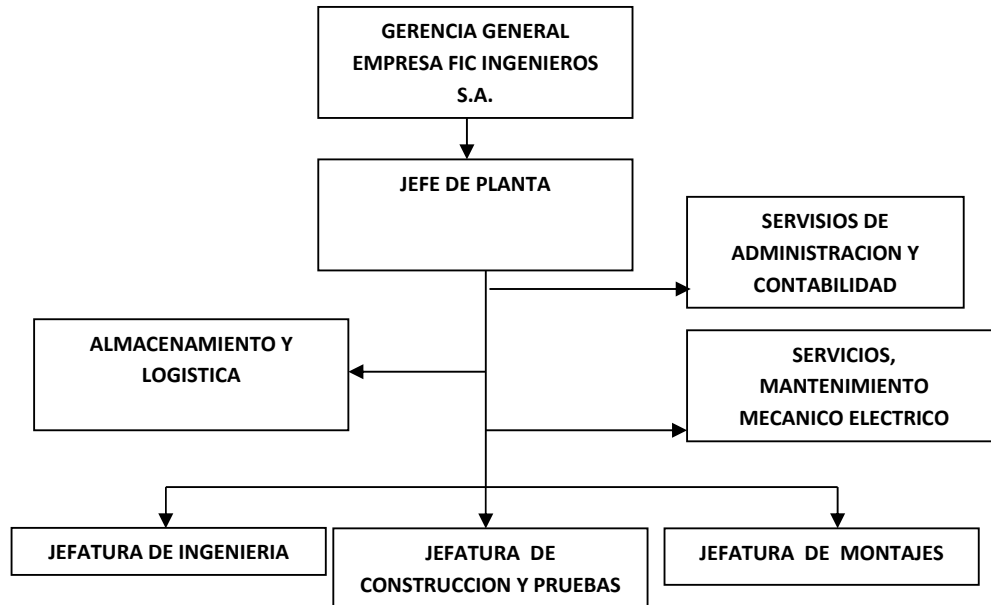 GERENCIA GENERAL
EMPRESA FIC INGENIEROS
S.A.
JEFE DE PLANTA
SERVISIOS DE
ADMINISTRACION Y
CONTABILIDAD
ALMACENAMIENTO Y
LOGISTICA
SERVICIOS,
MANTENIMIENTO
MECANICO ELECTRICO
JEFATURA DE INGENIERIA
JEFATURA DE
CONSTRUCCION Y PRUEBAS
JEFATURA DE MONTAJES